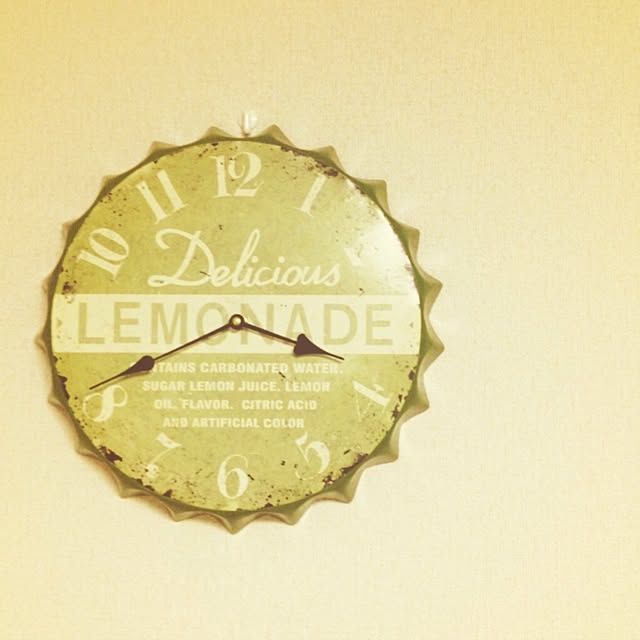 12
11
1
10
Delicious
LEMONADE
TAINS CARBONATED WATER,
SUGAR LEMON JUICE. LEMON
OIL, FLAVOR. CITRIC ACID
AND ARTIFICIAL COLOR
8
4
7
5
6